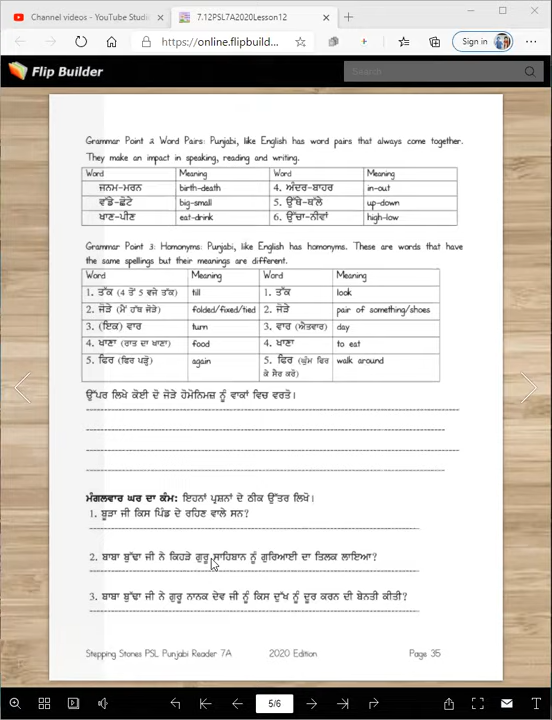 Channel videos - YouTube Studi
7.12PSL7A2020Lesson12
https://online.flipbuild...
Sign in
Flip Builder
Search
Grammar Point 2 Word Pairs: Punjabi, like English has word pairs that always come together.
They make an impact in speaking, reading and writing.
Word Meaning Word Meaning
ਜਨਮ-ਮਰਨ birth-death 4. ਅੰਦਰ-ਬਾਹਰ in-out
ਵੱਡੇ-ਛੋਟੇ big-small 5. ਉੱਥੇ-ਥੱਲੇ up-down
ਖਾਣ-ਪੀਣ eat-drink 6. ਉੱਚਾ-ਨੀਵਾਂ high-low
Grammar Point 3: Homonyms: Punjabi, like English has homonyms. These are words that have
the same spellings but their meanings are different.
Word Meaning Word Meaning
1. ਤੱਕ (4 ਤੋਂ 5 ਵਜੇ ਤੱਕ) till 1. ਤੱਕ look
2. ਜੋੜੇ (ਮੈਂ ਹੱਥ ਜੋੜੇ) folded/fixed/tied 2. ਜੋੜੇ pair of something/shoes
3. (ਇਕ) ਵਾਰ turn 3. ਵਾਰ (ਐਤਵਾਰ) day
4. ਖਾਣਾ (ਰਾਤ ਦਾ ਖਾਣਾ) food 4. ਖਾਣਾ to eat
5. ਫਿਰ (ਫਿਰ ਪੜ੍ਹੋ) again 5. ਫਿਰ (ਘੁੰਮ ਫਿਰ walk around
ਕੇ ਸੈਰ ਕਰੋ)
ਉੱਪਰ ਲਿਖੇ ਕੋਈ ਦੋ ਜੋੜੇ ਹੋਮੋਨਿਮਜ਼ ਨੂੰ ਵਾਕਾਂ ਵਿਚ ਵਰਤੋ।
ਮੰਗਲਵਾਰ ਘਰ ਦਾ ਕੰਮ: ਇਹਨਾਂ ਪ੍ਰਸ਼ਨਾਂ ਦੇ ਠੀਕ ਉੱਤਰ ਲਿਖੋ।
1. ਬੂੜਾ ਜੀ ਕਿਸ ਪਿੰਡ ਦੇ ਰਹਿਣ ਵਾਲੇ ਸਨ?
2. ਬਾਬਾ ਬੁੱਢਾ ਜੀ ਨੇ ਕਿਹੜੇ ਗੁਰੂ ਸਾਹਿਬਾਨ ਨੂੰ ਗੁਰਿਆਈ ਦਾ ਤਿਲਕ ਲਾਇਆ?
3. ਬਾਬਾ ਬੁੱਢਾ ਜੀ ਨੇ ਗੁਰੂ ਨਾਨਕ ਦੇਵ ਜੀ ਨੂੰ ਕਿਸ ਦੁੱਖ ਨੂੰ ਦੂਰ ਕਰਨ ਦੀ ਬੇਨਤੀ ਕੀਤੀ?
Stepping Stones PSL Punjabi Reader 7A 2020 Edition Page 35
5/6